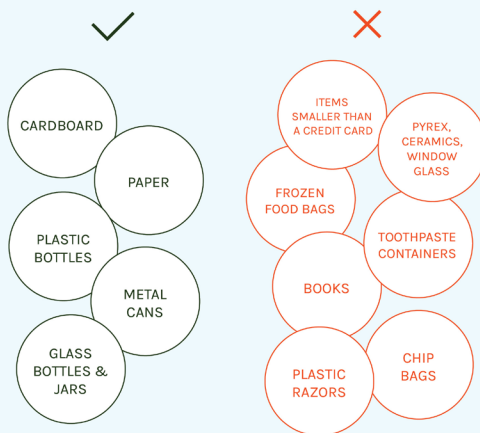 CARDBOARD
PAPER
PLASTIC
BOTTLES
METAL
CANS
GLASS
BOTTLES &
JARS
ITEMS
SMALLER THAN
A CREDIT CARD
PYREX,
CERAMICS,
WINDOW
GLASS
FROZEN
FOOD BAGS
TOOTHPASTE
CONTAINERS
BOOKS
CHIP
BAGS
PLASTIC
RAZORS